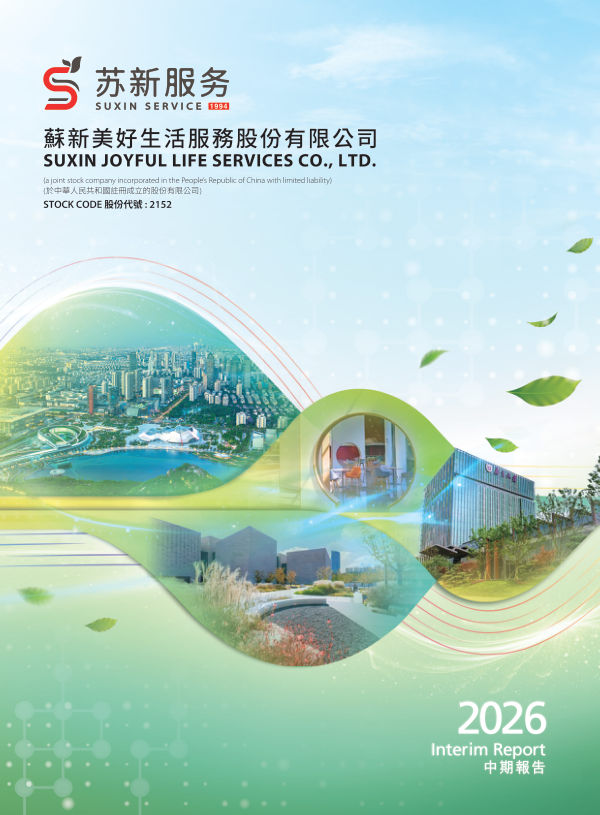 苏新服务
SUXIN SERVICE 1994
蘇新美好生活服務股份有限公司
SUXIN JOYFUL LIFE SERVICES CO., LTD.
(a joint stock company incorporated in the People's Republic of China with limited liability)
(於中華人民共和國註冊成立的股份有限公司)
STOCK CODE 股份代號 : 2152
2026
Interim Report
中期報告